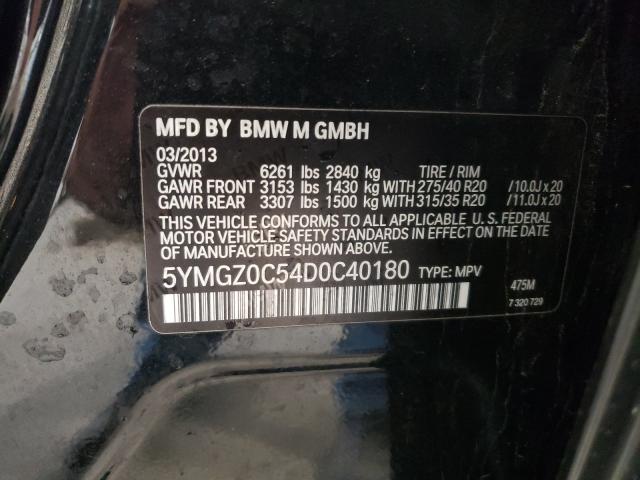 MFD BY BMW M GMBH
03/2013
GVWR 6261 lbs 2840 kg TIRE / RIM
GAWR FRONT 3153 lbs 1430 kg WITH 275/40 R20 /10.0J x 20
GAWR REAR 3307 lbs 1500 kg WITH 315/35 R20 /11.0J x 20
THIS VEHICLE CONFORMS TO ALL APPLICABLE U.S. FEDERAL
MOTOR VEHICLE SAFETY STANDARDS IN EFFECT ON THE DATE
OF MANUFACTURE SHOWN ABOVE.
5YMGZ0C54D0C40180 TYPE: MPV
475M
7 320 729